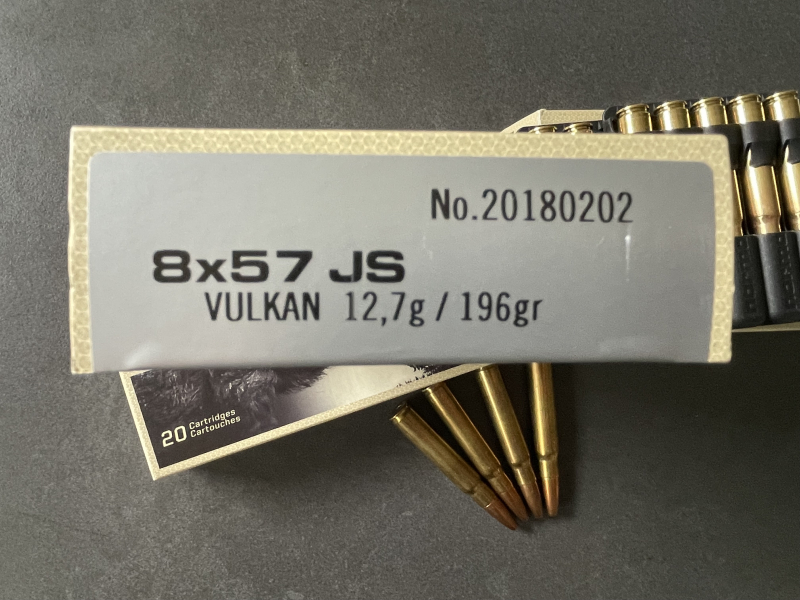 No.20180202
8x57 JS
VULKAN 12,7g / 196gr
20 Cartridges
Cartouches